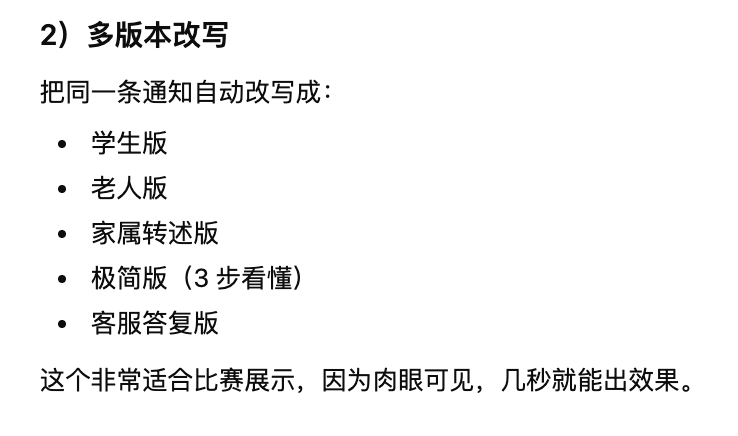 2）多版本改写
把同一条通知自动改写成：
• 学生版
• 老人版
• 家属转述版
• 极简版（3 步看懂）
• 客服答复版
这个非常适合比赛展示，因为肉眼可见，几秒就能出效果。